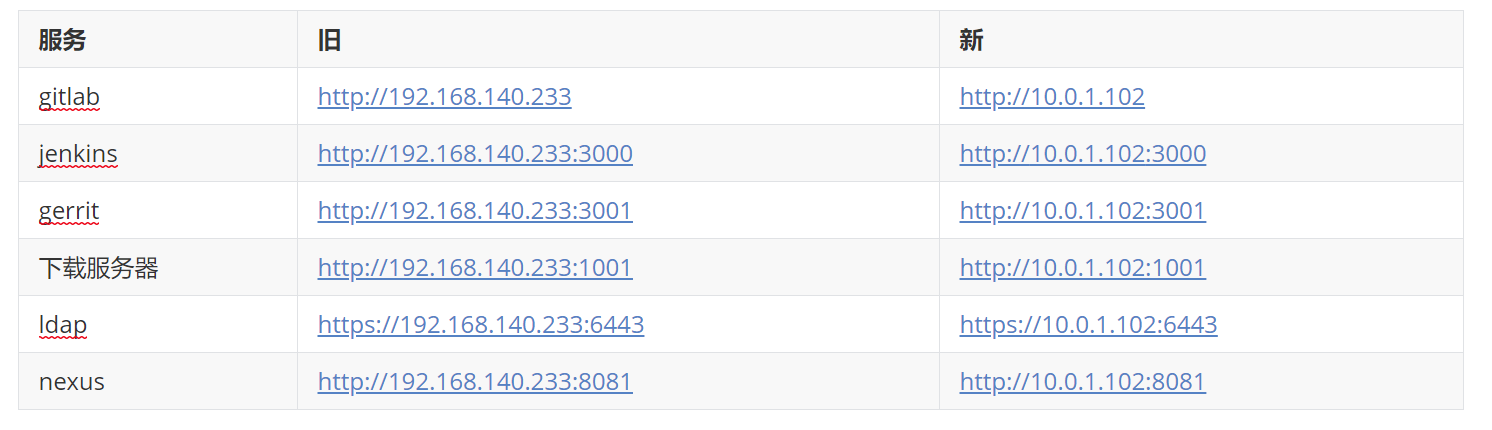 服务 旧 新
gitlab http://192.168.140.233 http://10.0.1.102
jenkins http://192.168.140.233:3000 http://10.0.1.102:3000
gerrit http://192.168.140.233:3001 http://10.0.1.102:3001
下载服务器 http://192.168.140.233:1001 http://10.0.1.102:1001
ldap https://192.168.140.233:6443 https://10.0.1.102:6443
nexus http://192.168.140.233:8081 http://10.0.1.102:8081